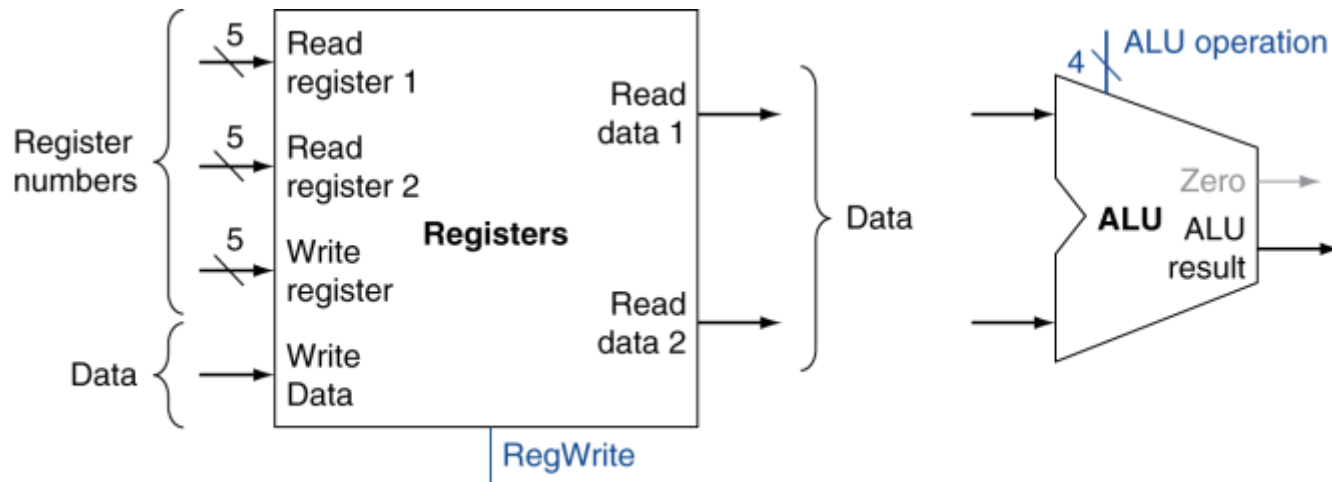 Register
numbers
Data
5
Read
register 1
5
Read
register 2
5
Write
register
Write
Data
Registers
Read
data 1
Read
data 2
RegWrite
Data
4
ALU operation
ALU
Zero
ALU
result